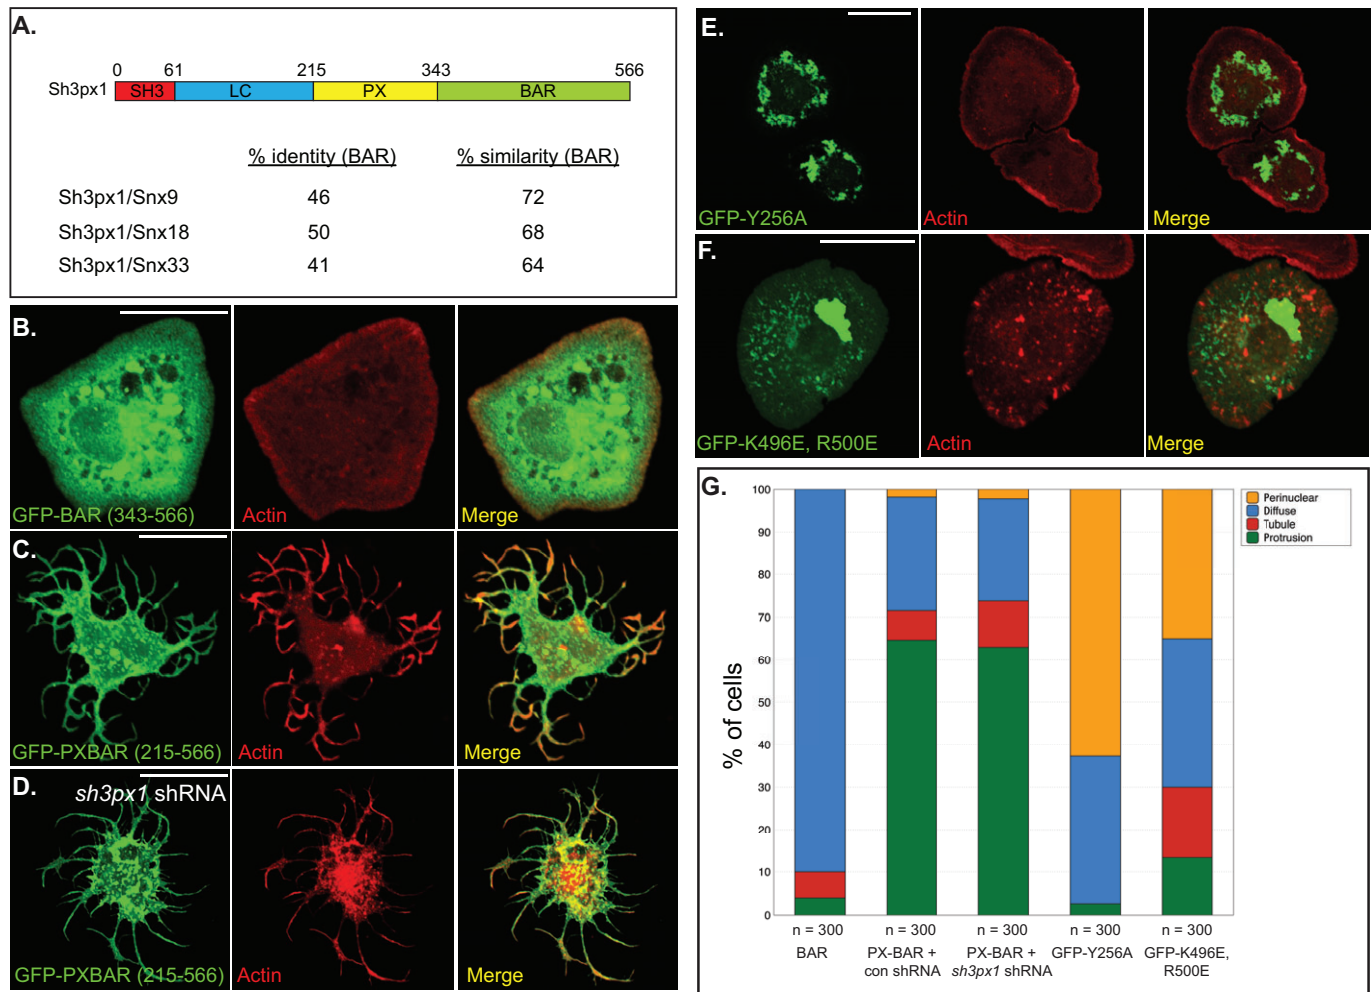 A.
0 61 215 343 566
Sh3px1 SH3 LC PX BAR
% identity (BAR) % similarity (BAR)
Sh3px1/Snx9 46 72
Sh3px1/Snx18 50 68
Sh3px1/Snx33 41 64
B.
GFP-BAR (343-566) Actin Merge
C.
GFP-PXBAR (215-566) Actin Merge
D.
sh3px1 shRNA
GFP-PXBAR (215-566) Actin Merge
E.
GFP-Y256A Actin Merge
F.
GFP-K496E, R500E Actin Merge
G.
% of cells
100
90
80
70
60
50
40
30
20
10
0
Perinuclear
Diffuse
Tubule
Protrusion
n = 300 n = 300 n = 300 n = 300 n = 300
BAR PX-BAR + PX-BAR + GFP-Y256A GFP-K496E,
con shRNA sh3px1 shRNA R500E